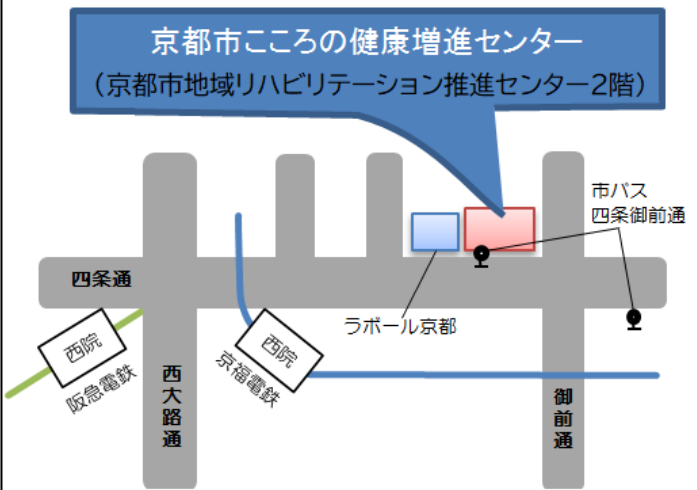 京都市こころの健康増進センター
（京都市地域リハビリテーション推進センター2階）
市バス
四条御前通
四条通
ラボール京都
西院
阪急電鉄
西院
京福電鉄
西大路通
御前通